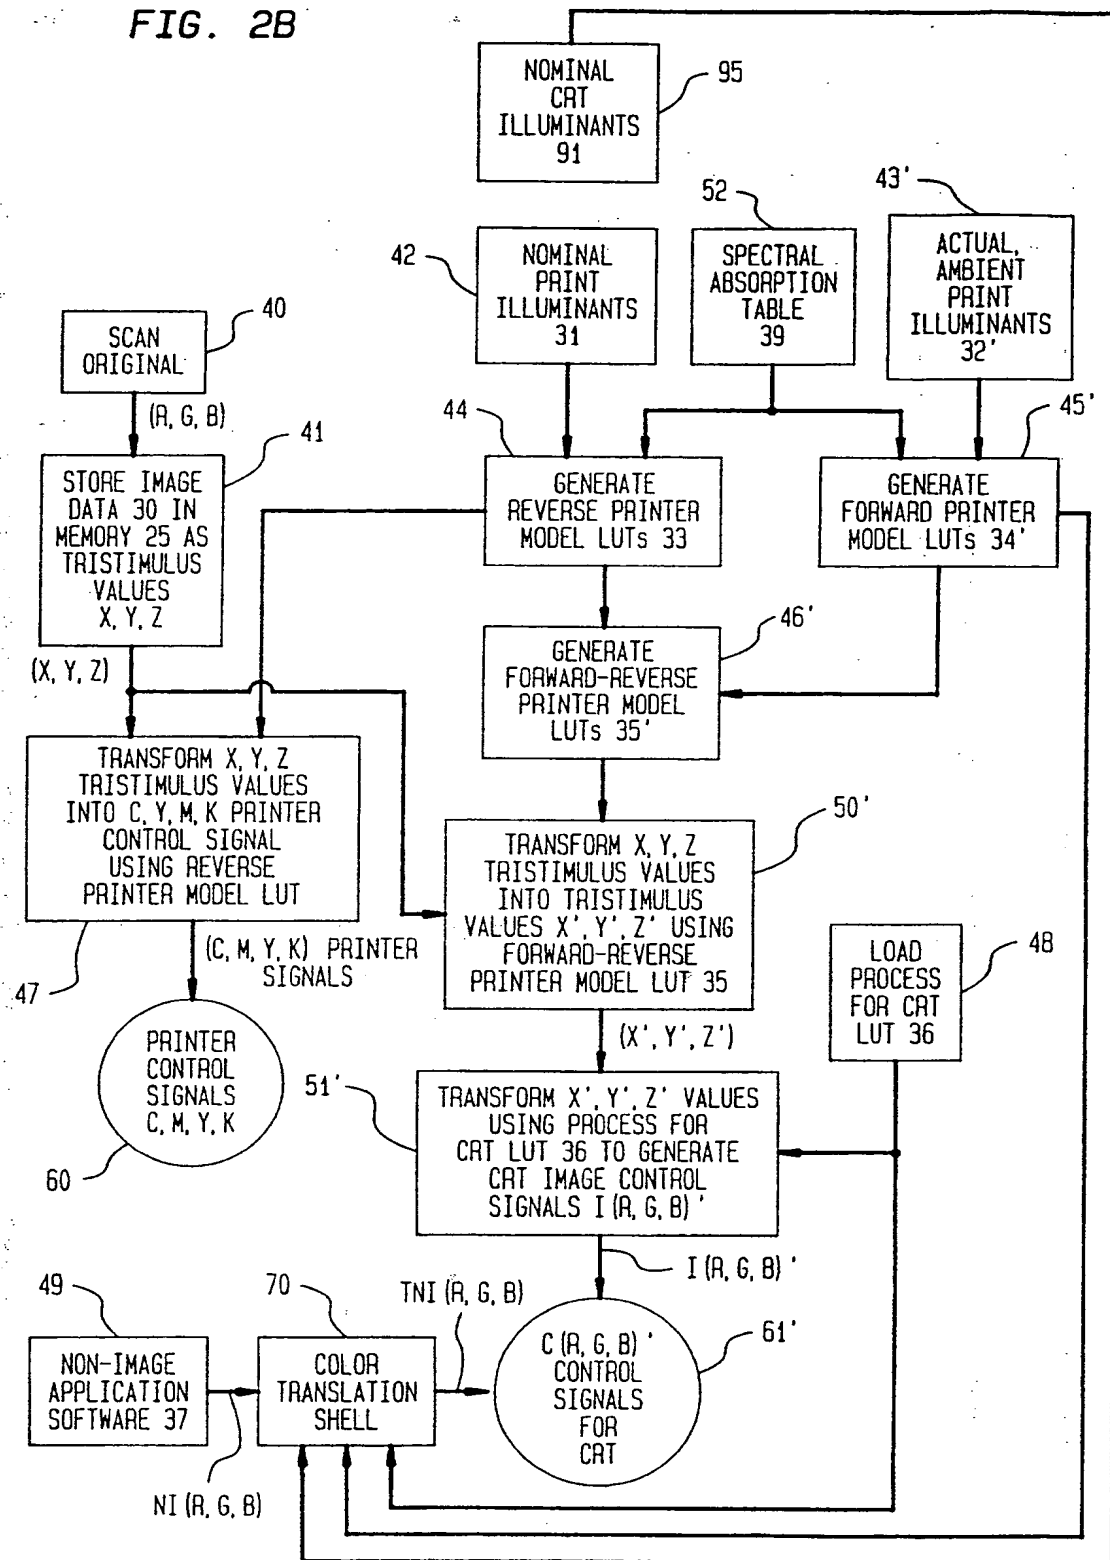 FIG. 2B
NOMINAL
CRT
ILLUMINANTS
91
95
52
43'
42
NOMINAL
PRINT
ILLUMINANTS
31
SPECTRAL
ABSORPTION
TABLE
39
ACTUAL,
AMBIENT
PRINT
ILLUMINANTS
32'
40
SCAN
ORIGINAL
(R, G, B)
41
44
45'
STORE IMAGE
DATA 30 IN
MEMORY 25 AS
TRISTIMULUS
VALUES
X, Y, Z
GENERATE
REVERSE PRINTER
MODEL LUTs 33
GENERATE
FORWARD PRINTER
MODEL LUTs 34'
(X, Y, Z)
46'
GENERATE
FORWARD-REVERSE
PRINTER MODEL
LUTs 35'
TRANSFORM X, Y, Z
TRISTIMULUS VALUES
INTO C, Y, M, K PRINTER
CONTROL SIGNAL
USING REVERSE
PRINTER MODEL LUT
50'
TRANSFORM X, Y, Z
TRISTIMULUS VALUES
INTO TRISTIMULUS
VALUES X', Y', Z' USING
FORWARD-REVERSE
PRINTER MODEL LUT 35
47
(C, M, Y, K) PRINTER
SIGNALS
LOAD
PROCESS
FOR CRT
LUT 36
48
(X', Y', Z')
PRINTER
CONTROL
SIGNALS
C, M, Y, K
60
51'
TRANSFORM X', Y', Z' VALUES
USING PROCESS FOR
CRT LUT 36 TO GENERATE
CRT IMAGE CONTROL
SIGNALS I (R, G, B) '
I (R, G, B) '
49
70
TNI (R, G, B)
61'
NON-IMAGE
APPLICATION
SOFTWARE 37
COLOR
TRANSLATION
SHELL
C (R, G, B) '
CONTROL
SIGNALS
FOR
CRT
NI (R, G, B)